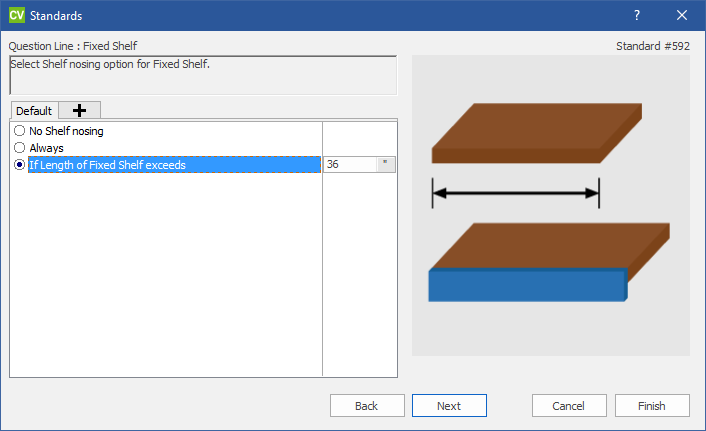 CV Standards ?
Question Line : Fixed Shelf Standard #592
Select Shelf nosing option for Fixed Shelf.
Default
No Shelf nosing
Always
If Length of Fixed Shelf exceeds 36 "
Back Next Cancel Finish